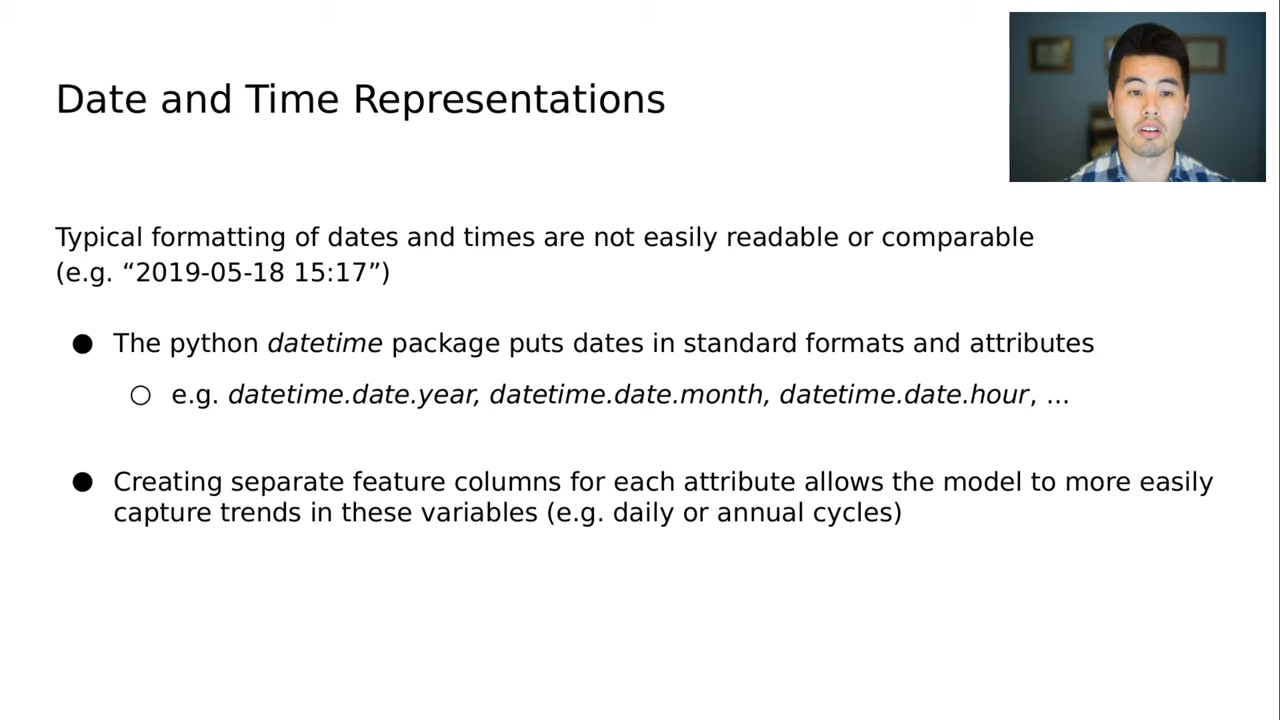 Date and Time Representations
Typical formatting of dates and times are not easily readable or comparable
(e.g. “2019-05-18 15:17”)
● The python datetime package puts dates in standard formats and attributes
○ e.g. datetime.date.year, datetime.date.month, datetime.date.hour, ...
● Creating separate feature columns for each attribute allows the model to more easily
capture trends in these variables (e.g. daily or annual cycles)